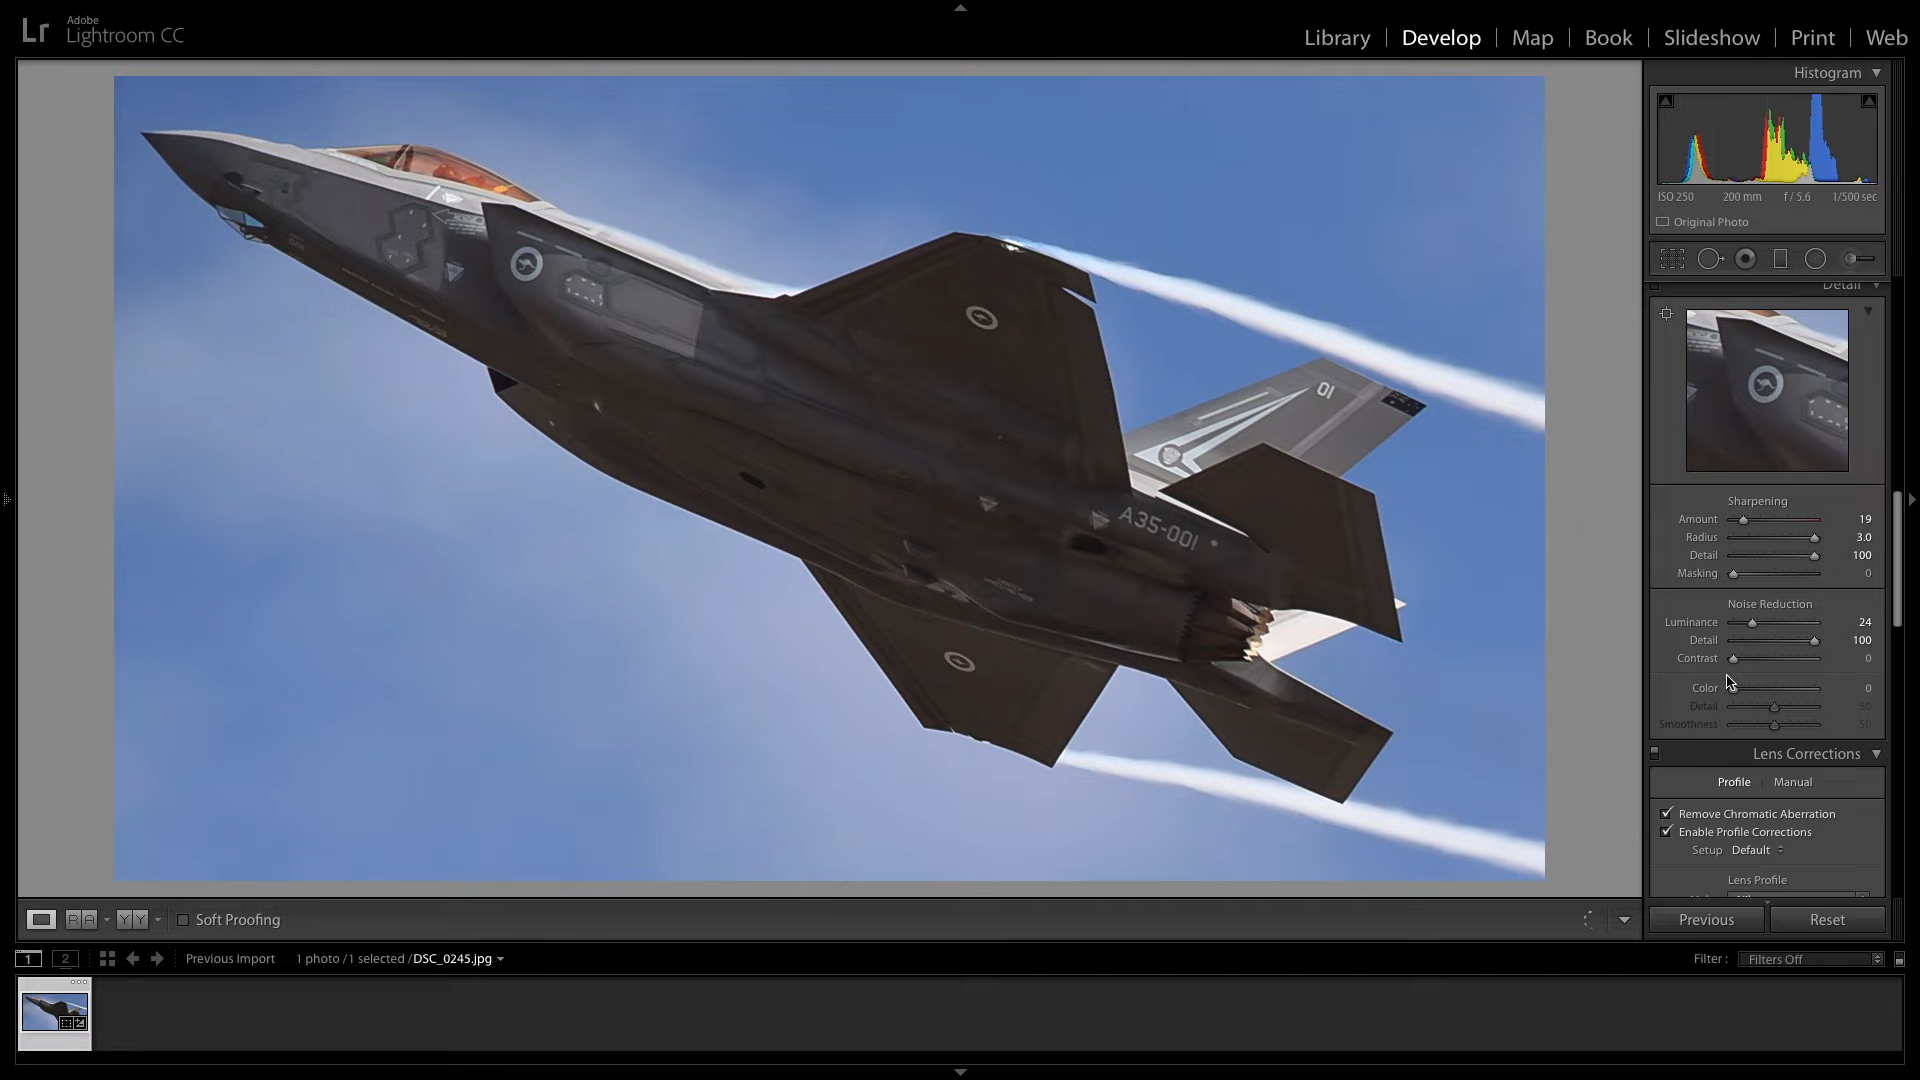 Lr Adobe
Lightroom CC
Library | Develop | Map | Book | Slideshow | Print | Web
Histogram
ISO 250 200 mm f / 5.6 1/500 sec
Original Photo
Detail
01
A35-001
Sharpening
Amount 19
Radius 3.0
Detail 100
Masking 0
Noise Reduction
Luminance 24
Detail 100
Contrast 0
Color 0
Detail 50
Smoothness 50
Lens Corrections
Profile | Manual
Remove Chromatic Aberration
Enable Profile Corrections
Setup Default
Lens Profile
R A Y Y Soft Proofing
Previous Reset
1 2 Previous Import 1 photo / 1 selected / DSC_0245.jpg Filter : Filters Off